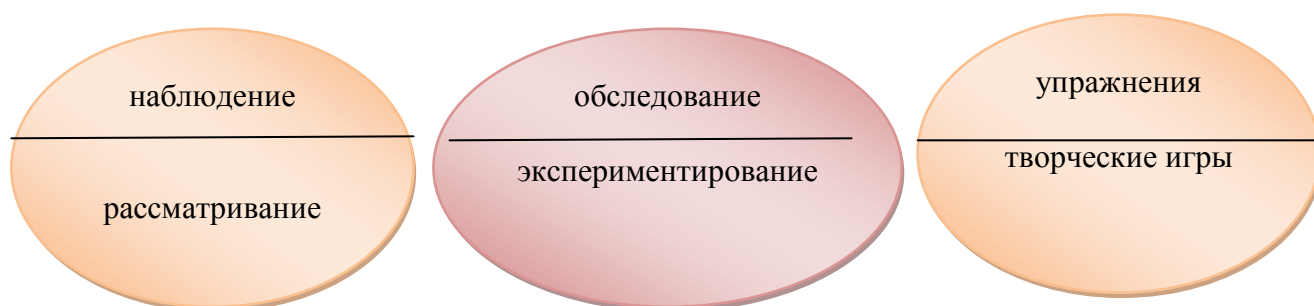 наблюдение
рассматривание
обследование
экспериментирование
упражнения
творческие игры